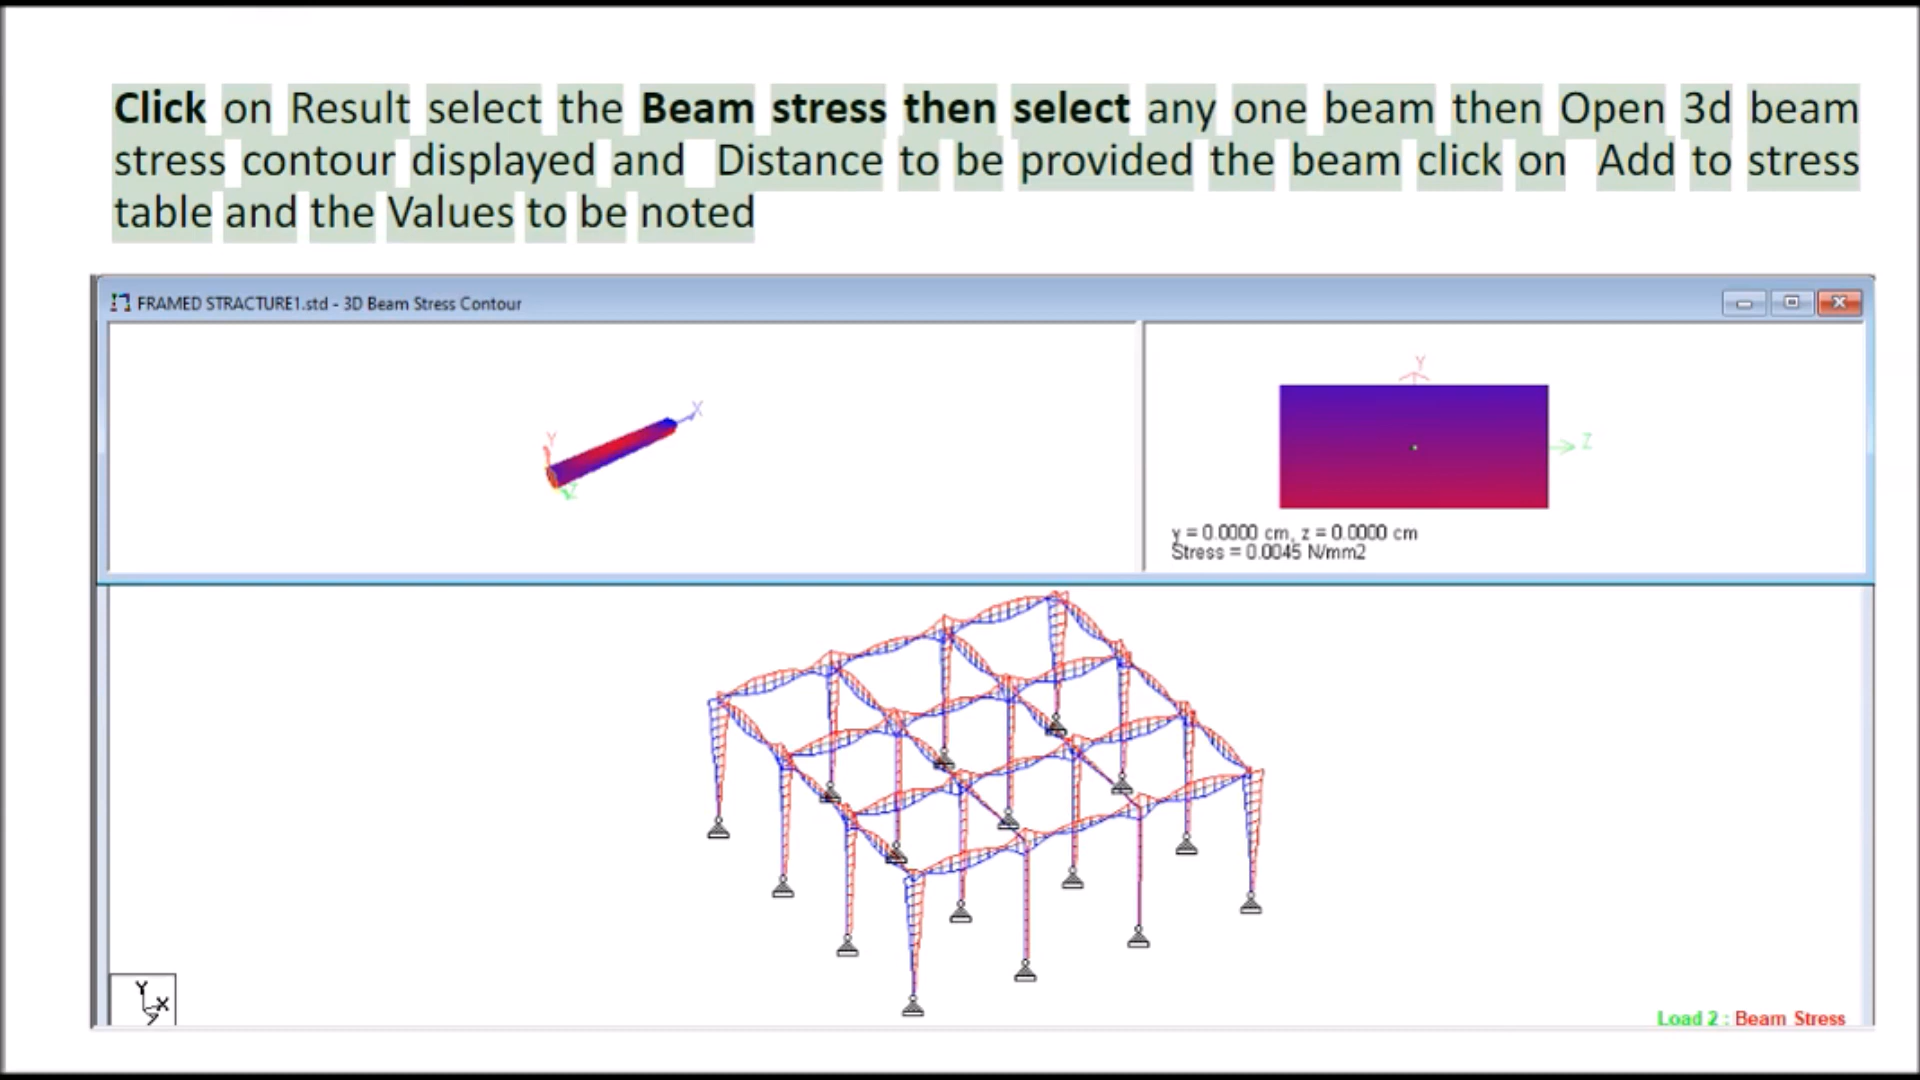 Click on Result select the Beam stress then select any one beam then Open 3d beam
stress contour displayed and Distance to be provided the beam click on Add to stress
table and the Values to be noted
FRAMED STRACTURE1.std - 3D Beam Stress Contour
Y
X
Z
Y
Z
y = 0.0000 cm, z = 0.0000 cm
Stress = 0.0045 N/mm2
Y
X
Z
Load 2 : Beam Stress